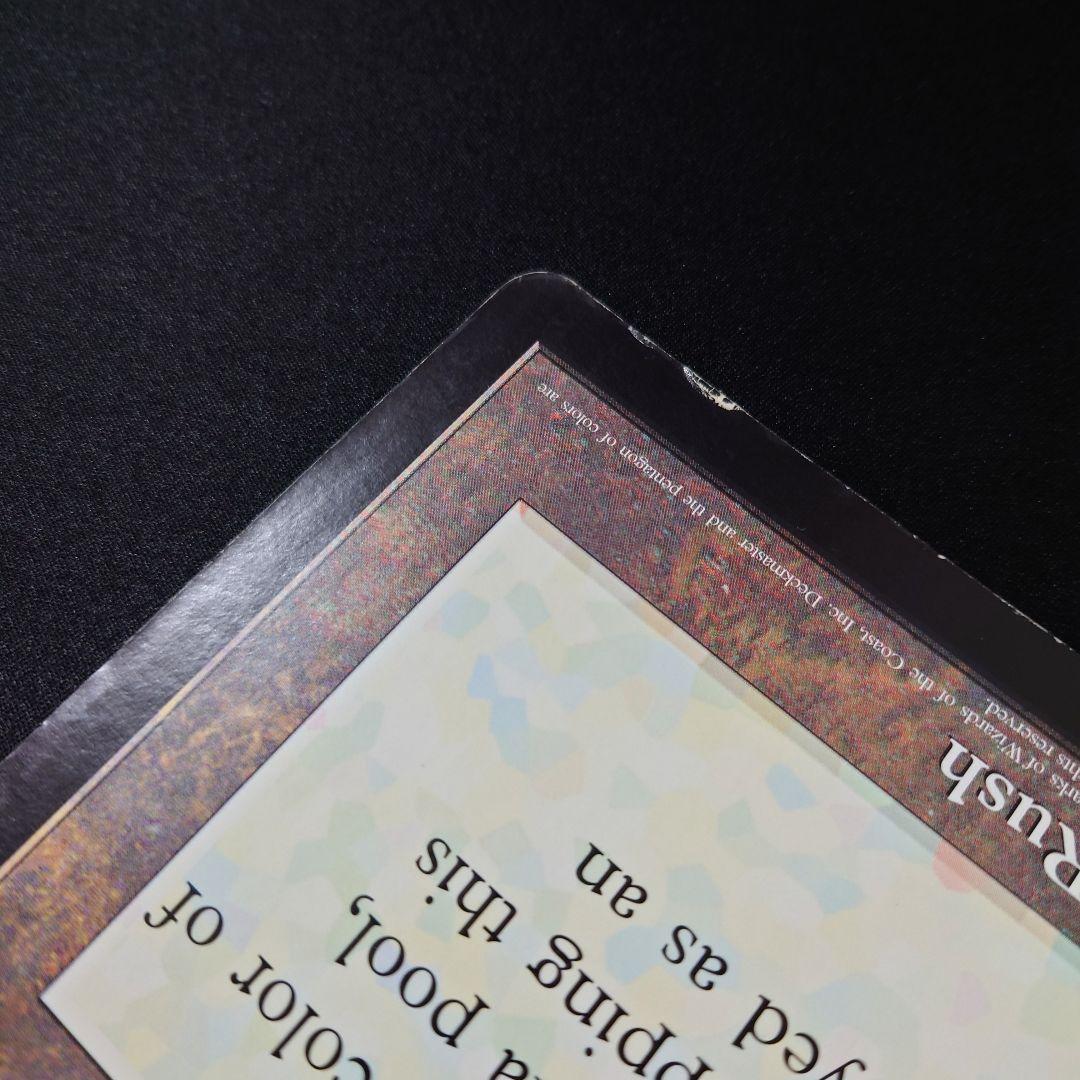 color of
a pool,
pping this
yed as an
Rush
arks of Wizards of the Coast, Inc. Deckmaster and the pentagon of colors are
hts reserved.